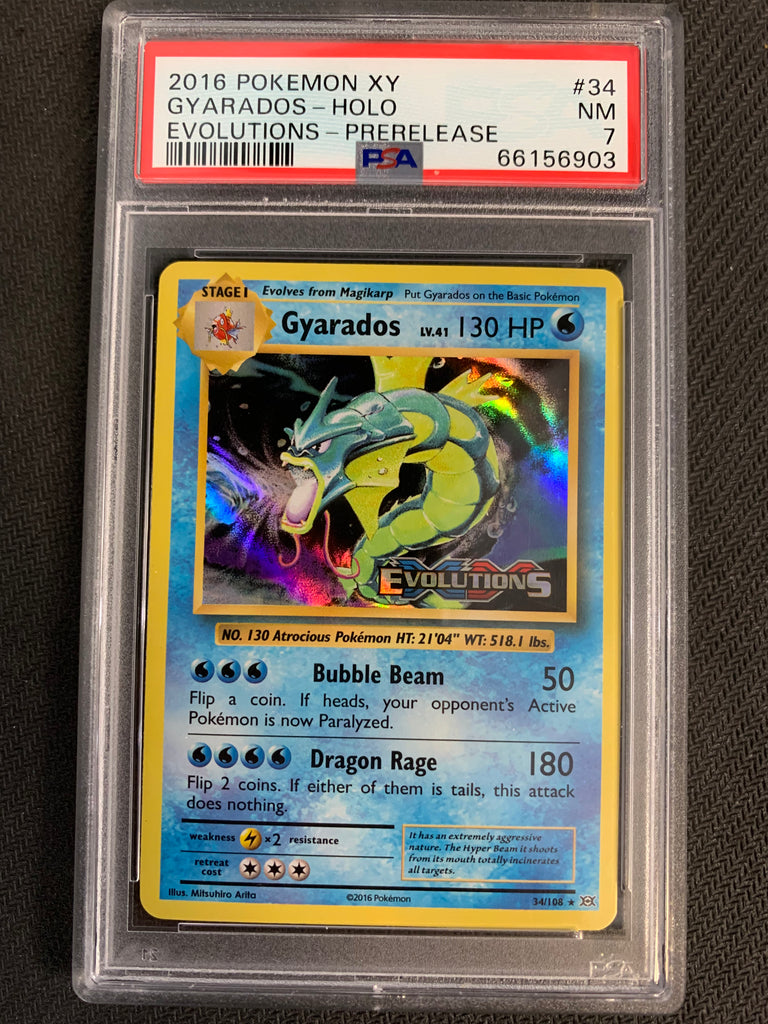 2016 POKEMON XY #34
GYARADOS-HOLO NM
EVOLUTIONS-PRERELEASE 7
PSA 66156903
STAGE 1 Evolves from Magikarp Put Gyarados on the Basic Pokémon
Gyarados LV.41 130 HP
EVOLUTIONS
NO. 130 Atrocious Pokémon HT: 21'04" WT: 518.1 lbs.
Bubble Beam 50
Flip a coin. If heads, your opponent's Active
Pokémon is now Paralyzed.
Dragon Rage 180
Flip 2 coins. If either of them is tails, this attack
does nothing.
weakness ×2 resistance
retreat
cost
It has an extremely aggressive
nature. The Hyper Beam it shoots
from its mouth totally incinerates
all targets.
Illus. Mitsuhiro Arita ©2016 Pokémon 34/108 ★
PSA